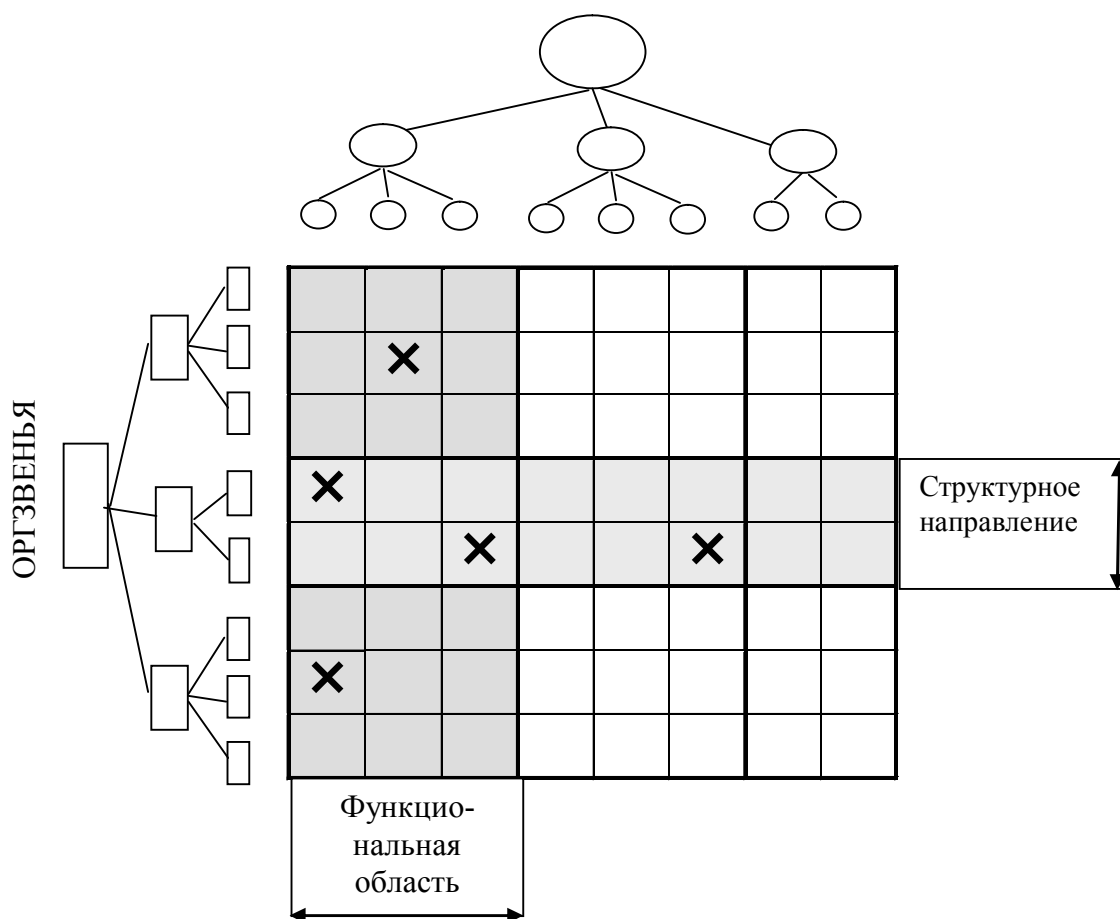 ОРГЗВЕНЬЯ
Структурное
направление
Функцио-
нальная
область